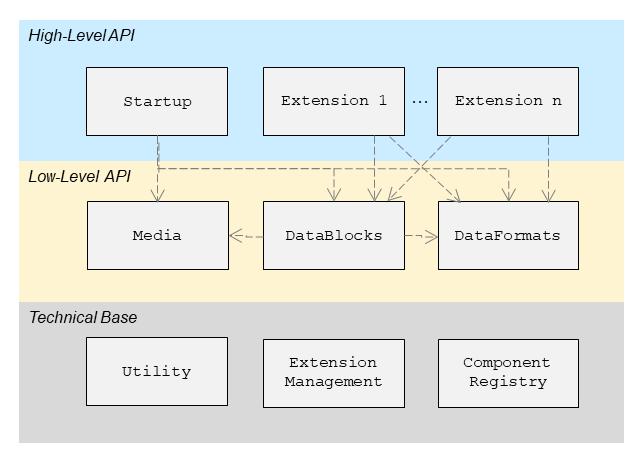 High-Level API
Startup
Extension 1
...
Extension n
Low-Level API
Media
DataBlocks
DataFormats
Technical Base
Utility
Extension
Management
Component
Registry